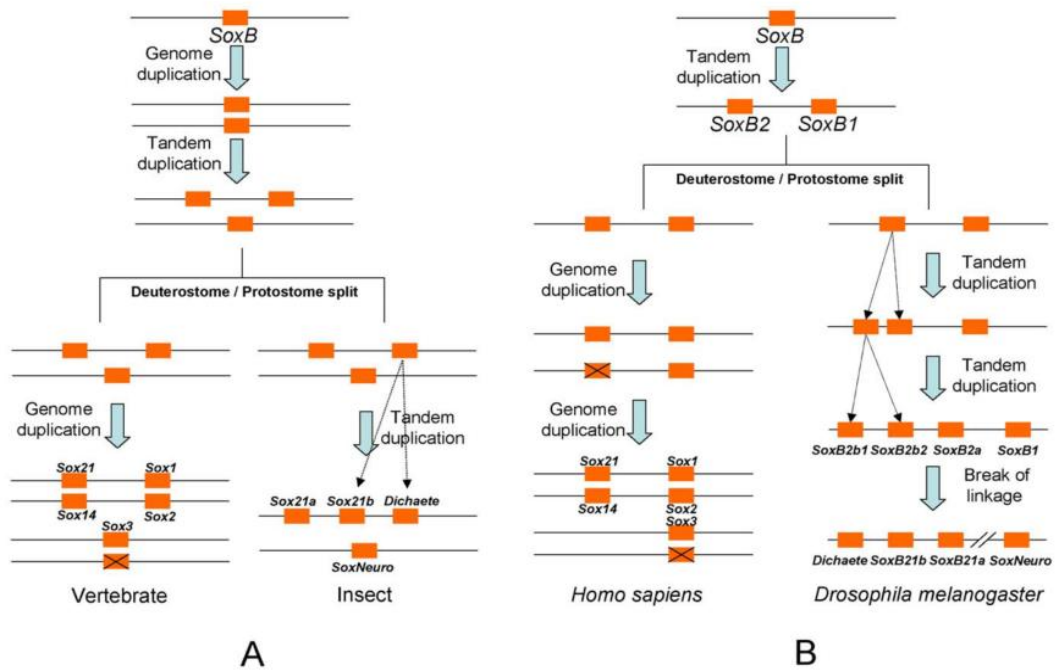 SoxB
Genome
duplication
Tandem
duplication
Deuterostome / Protostome split
Genome
duplication
Tandem
duplication
Sox21
Sox1
Sox14
Sox2
Sox3
Sox21a
Sox21b
Dichaete
SoxNeuro
Vertebrate
Insect
A
SoxB
Tandem
duplication
SoxB2
SoxB1
Deuterostome / Protostome split
Genome
duplication
Tandem
duplication
Genome
duplication
Tandem
duplication
Sox21
Sox1
Sox14
Sox2
Sox3
SoxB2b1
SoxB2b2
SoxB2a
SoxB1
Break of
linkage
Dichaete
SoxB21b
SoxB21a
SoxNeuro
Homo sapiens
Drosophila melanogaster
B